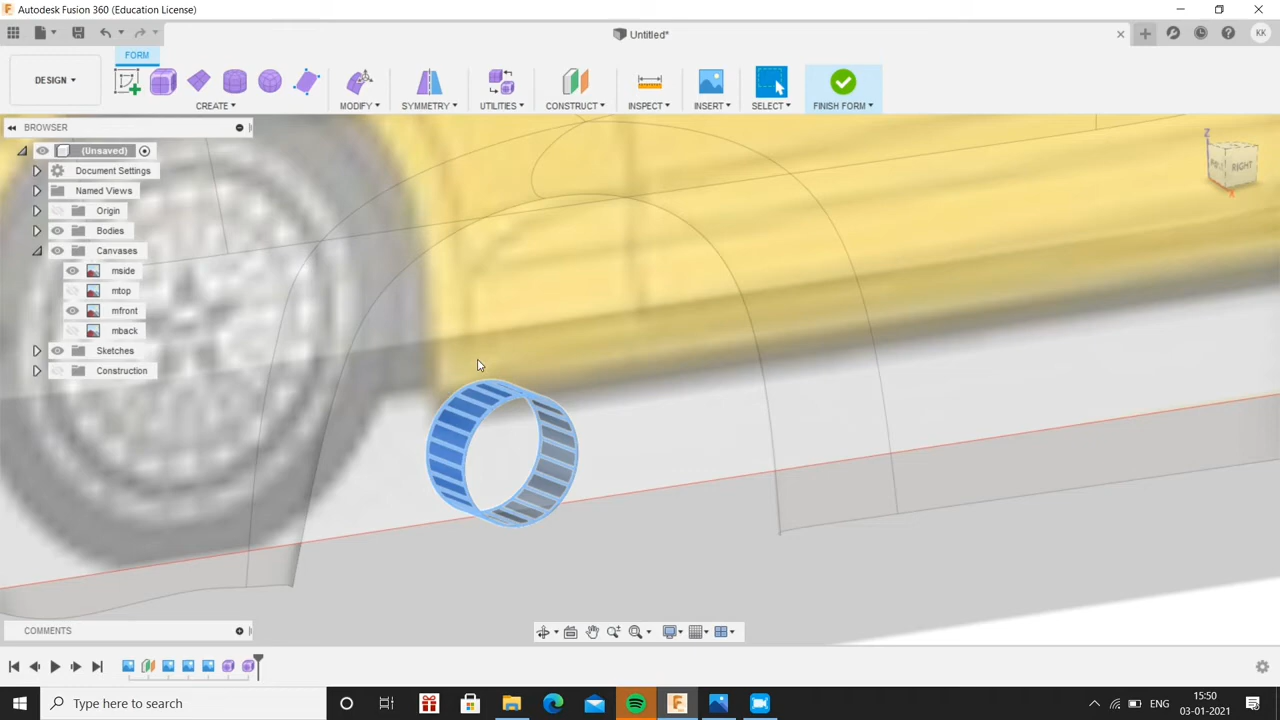 Autodesk Fusion 360 (Education License)
Untitled*
KK
FORM
DESIGN
CREATE
MODIFY
SYMMETRY
UTILITIES
CONSTRUCT
INSPECT
INSERT
SELECT
FINISH FORM
BROWSER
(Unsaved)
Document Settings
Named Views
Origin
Bodies
Canvases
mside
mtop
mfront
mback
Sketches
Construction
Z
RIGHT
X
COMMENTS
Type here to search
ENG
15:50
03-01-2021